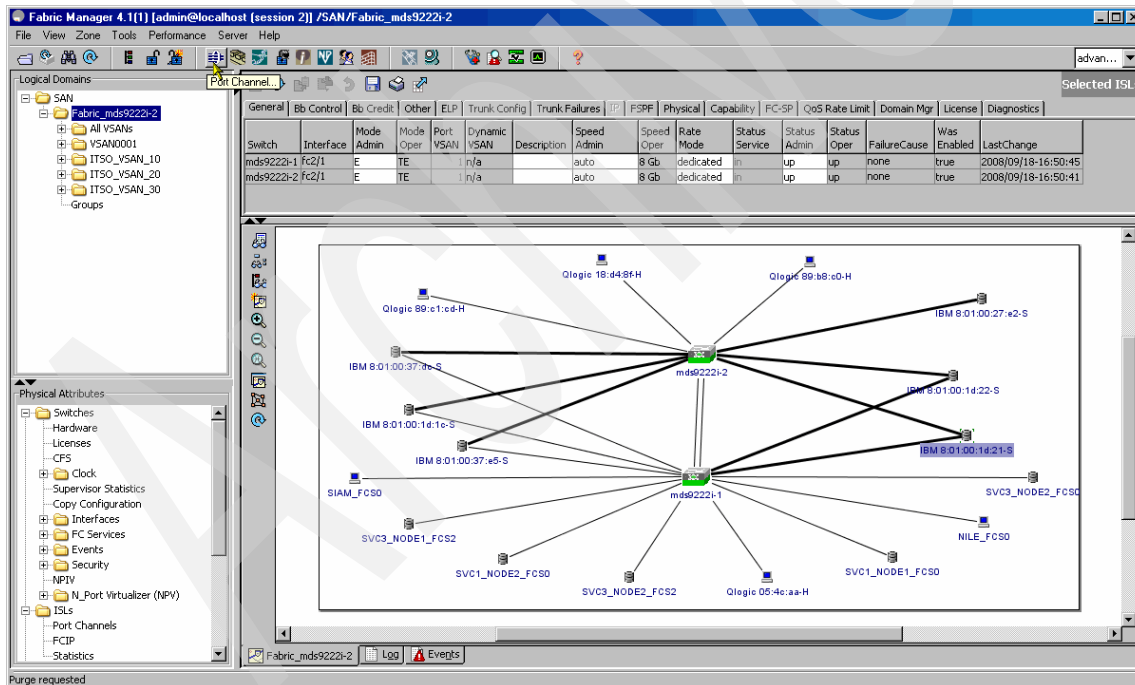 Fabric Manager 4.1(1) [admin@localhost (session 2)] /SAN/Fabric_mds9222i-2
File View Zone Tools Performance Server Help
advan...
Port Channel...
Logical Domains
SAN
Fabric_mds9222i-2
All VSANs
VSAN0001
ITSO_VSAN_10
ITSO_VSAN_20
ITSO_VSAN_30
Groups
Selected ISL
General Bb Control Bb Credit Other ELP Trunk Config Trunk Failures IP FSPF Physical Capability FC-SP QoS Rate Limit Domain Mgr License Diagnostics
Switch Interface Mode Admin Mode Oper Port VSAN Dynamic VSAN Description Speed Admin Speed Oper Rate Mode Status Service Status Admin Status Oper FailureCause Was Enabled LastChange
mds9222i-1 fc2/1 E TE 1 n/a auto 8 Gb dedicated in up up none true 2008/09/18-16:50:45
mds9222i-2 fc2/1 E TE 1 n/a auto 8 Gb dedicated in up up none true 2008/09/18-16:50:41
Qlogic 18:d4:8f-H
Qlogic 89:b8:c0-H
Qlogic 89:c1:cd-H
IBM 8:01:00:27:e2-S
IBM 8:01:00:37:dc-S
mds9222i-2
IBM 8:01:00:1d:22-S
IBM 8:01:00:1d:1c-S
IBM 8:01:00:1d:21-S
IBM 8:01:00:37:e5-S
SIAM_FCS0
mds9222i-1
SVC3_NODE2_FCS0
SVC3_NODE1_FCS2
NILE_FCS0
SVC1_NODE2_FCS0
SVC1_NODE1_FCS0
SVC3_NODE2_FCS2
Qlogic 05:4c:aa-H
Physical Attributes
Switches
Hardware
Licenses
CFS
Clock
Supervisor Statistics
Copy Configuration
Interfaces
FC Services
Events
Security
NPIV
N_Port Virtualizer (NPV)
ISLs
Port Channels
FCIP
Statistics
Fabric_mds9222i-2 Log Events
Purge requested